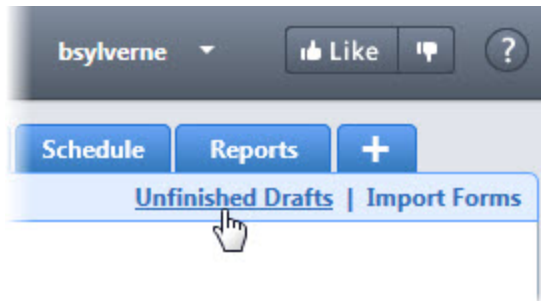 bsylverne Like ?
Schedule Reports +
Unfinished Drafts | Import Forms